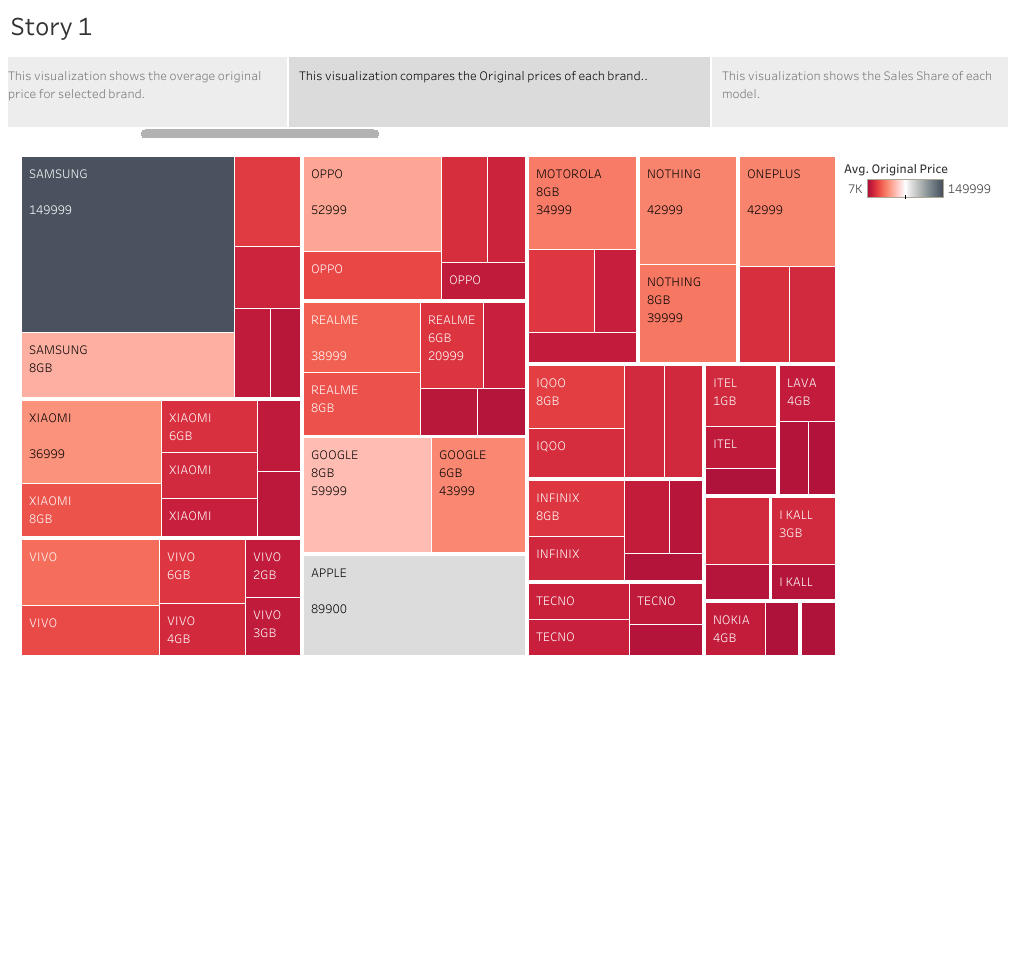 Story 1
This visualization shows the overage original
price for selected brand.
This visualization compares the Original prices of each brand..
This visualization shows the Sales Share of each
model.
SAMSUNG
149999
SAMSUNG
8GB
XIAOMI
36999
XIAOMI
8GB
XIAOMI
6GB
XIAOMI
XIAOMI
VIVO
VIVO
VIVO
6GB
VIVO
4GB
VIVO
2GB
VIVO
3GB
OPPO
52999
OPPO
OPPO
REALME
38999
REALME
8GB
REALME
6GB
20999
GOOGLE
8GB
59999
GOOGLE
6GB
43999
APPLE
89900
MOTOROLA
8GB
34999
NOTHING
42999
NOTHING
8GB
39999
ONEPLUS
42999
IQOO
8GB
IQOO
INFINIX
8GB
INFINIX
TECNO
TECNO
TECNO
ITEL
1GB
ITEL
LAVA
4GB
I KALL
3GB
I KALL
NOKIA
4GB
Avg. Original Price
7K 149999